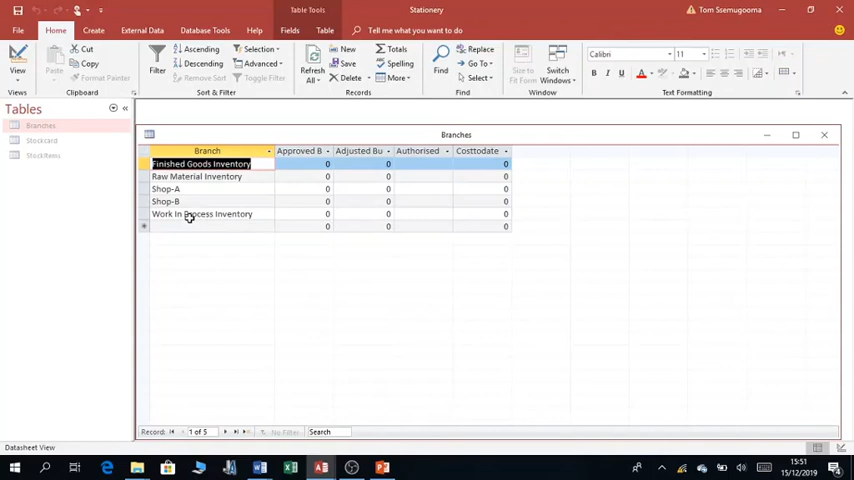 Table Tools
Stationery
Tom Ssemugooma
File
Home
Create
External Data
Database Tools
Help
Fields
Table
Tell me what you want to do
View
Views
Paste
Cut
Copy
Format Painter
Clipboard
Filter
Ascending
Descending
Remove Sort
Selection
Advanced
Toggle Filter
Sort & Filter
Refresh All
New
Save
Delete
Totals
Spelling
More
Records
Find
Replace
Go To
Select
Find
Size to Fit Form
Switch Windows
Window
Calibri
11
B I U
A
Text Formatting
Tables
Branches
Stockcard
StockItems
Branches
Branch Approved B Adjusted Bu Authorised Costtodate
Finished Goods Inventory 0 0 0
Raw Material Inventory 0 0 0
Shop-A 0 0 0
Shop-B 0 0 0
Work In Process Inventory 0 0 0
0 0 0
Record: 1 of 5 No Filter Search
Datasheet View
15:51
15/12/2019